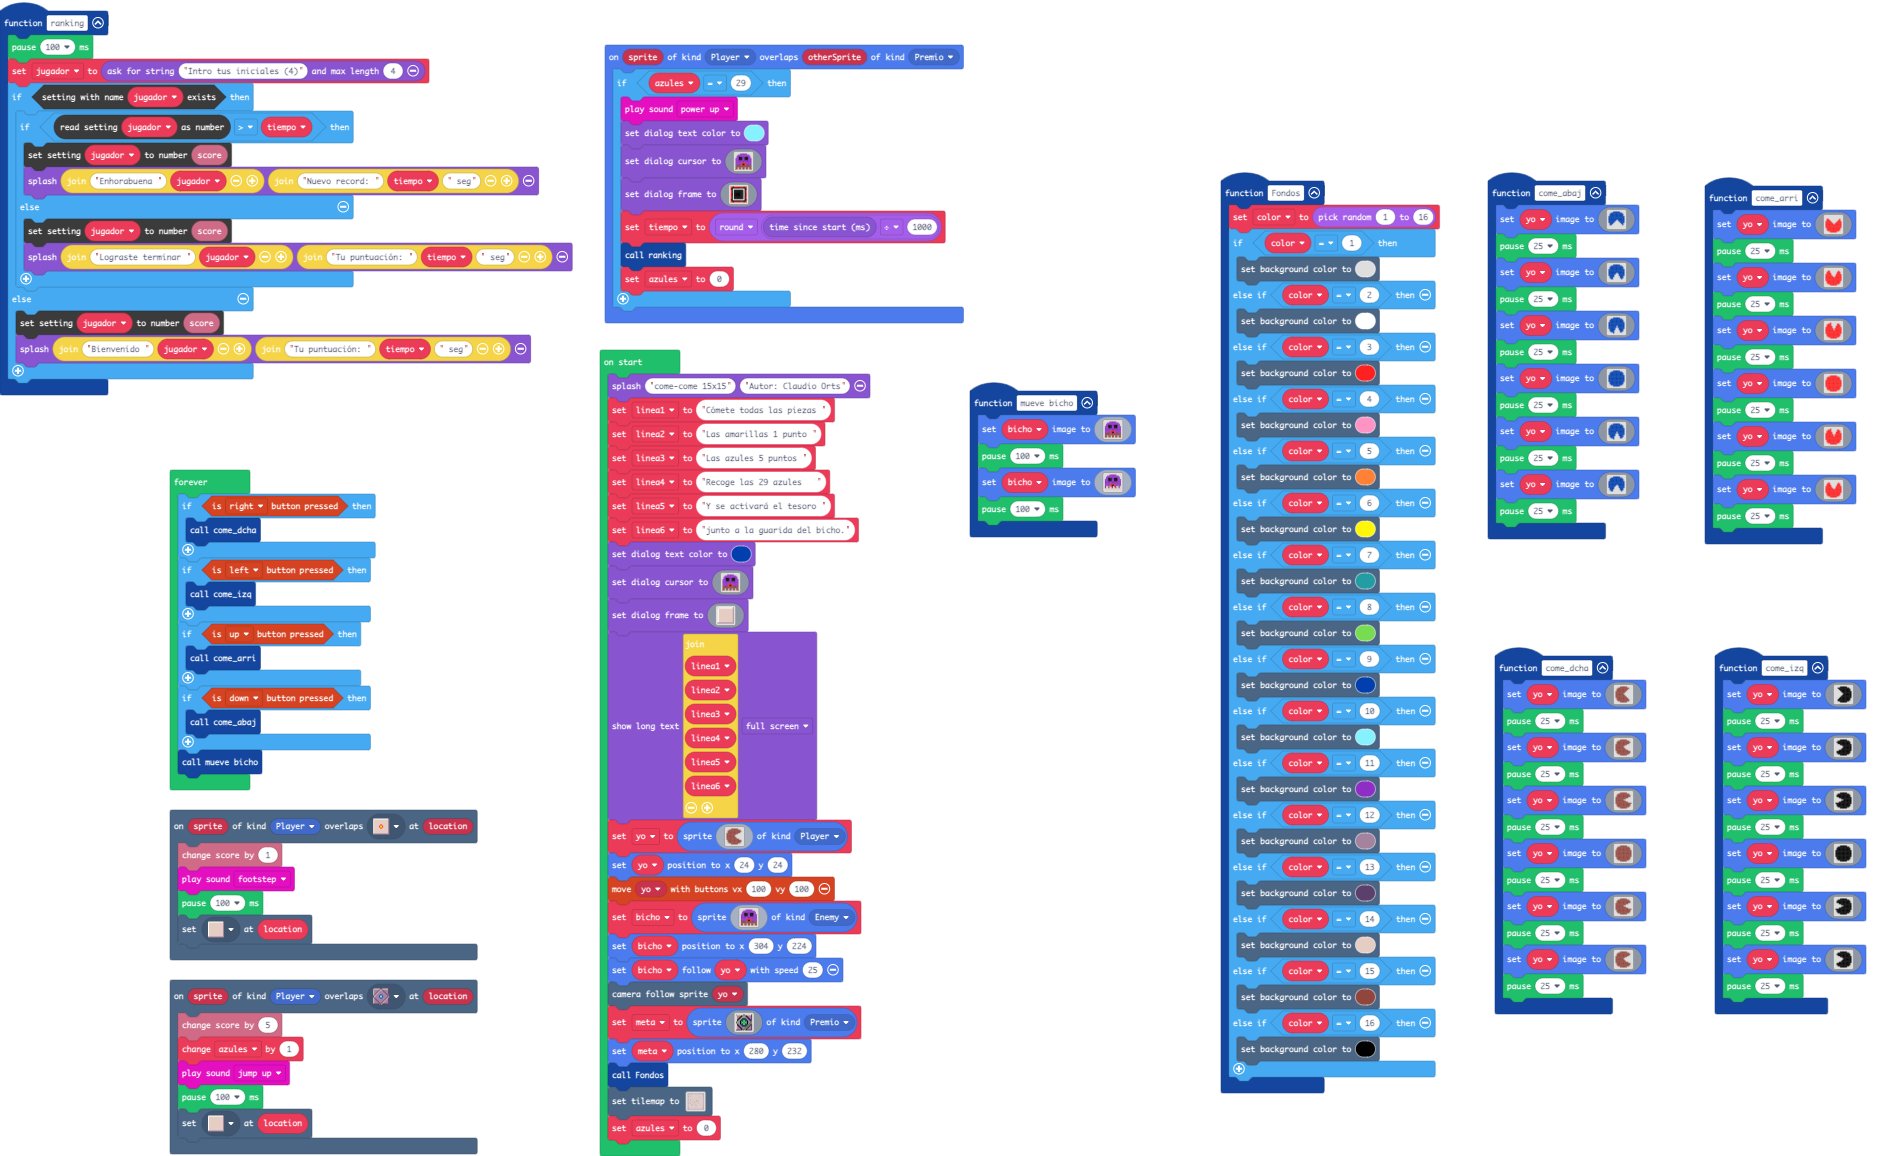 function ranking
pause 100 ms
set jugador to ask for string "Intro tus iniciales (4)" and max length 4
if setting with name jugador exists then
if read setting jugador as number > tiempo then
set setting jugador to number score
splash join "Enhorabuena " jugador join "Nuevo record: " tiempo " seg"
else
set setting jugador to number score
splash join "Lograste terminar " jugador join "Tu puntuación: " tiempo " seg"
else
set setting jugador to number score
splash join "Bienvenido " jugador join "Tu puntuación: " tiempo " seg"
on sprite of kind Player overlaps otherSprite of kind Premio
if azules = 29 then
play sound power up
set dialog text color to
set dialog cursor to
set dialog frame to
set tiempo to round time since start (ms) ÷ 1000
call ranking
set azules to 0
on start
splash "come-come 15x15" "Autor: Claudio Orts"
set linea1 to "Cómete todas las piezas "
set linea2 to "Las amarillas 1 punto "
set linea3 to "Las azules 5 puntos "
set linea4 to "Recoge las 29 azules "
set linea5 to "Y se activará el tesoro "
set linea6 to "junto a la guarida del bicho."
set dialog text color to
set dialog cursor to
set dialog frame to
show long text join linea1 linea2 linea3 linea4 linea5 linea6 full screen
set yo to sprite of kind Player
set yo position to x 24 y 24
move yo with buttons vx 100 vy 100
set bicho to sprite of kind Enemy
set bicho position to x 304 y 224
set bicho follow yo with speed 25
camera follow sprite yo
set meta to sprite of kind Premio
set meta position to x 280 y 232
call Fondos
set tilemap to
set azules to 0
forever
if is right button pressed then
call come_dcha
if is left button pressed then
call come_izq
if is up button pressed then
call come_arri
if is down button pressed then
call come_abaj
call mueve bicho
on sprite of kind Player overlaps at location
change score by 1
play sound footstep
pause 100 ms
set at location
on sprite of kind Player overlaps at location
change score by 5
change azules by 1
play sound jump up
pause 100 ms
set at location
function mueve bicho
set bicho image to
pause 100 ms
set bicho image to
pause 100 ms
function Fondos
set color to pick random 1 to 16
if color = 1 then
set background color to
else if color = 2 then
set background color to
else if color = 3 then
set background color to
else if color = 4 then
set background color to
else if color = 5 then
set background color to
else if color = 6 then
set background color to
else if color = 7 then
set background color to
else if color = 8 then
set background color to
else if color = 9 then
set background color to
else if color = 10 then
set background color to
else if color = 11 then
set background color to
else if color = 12 then
set background color to
else if color = 13 then
set background color to
else if color = 14 then
set background color to
else if color = 15 then
set background color to
else if color = 16 then
set background color to
function come_abaj
set yo image to
pause 25 ms
set yo image to
pause 25 ms
set yo image to
pause 25 ms
set yo image to
pause 25 ms
set yo image to
pause 25 ms
set yo image to
pause 25 ms
function come_arri
set yo image to
pause 25 ms
set yo image to
pause 25 ms
set yo image to
pause 25 ms
set yo image to
pause 25 ms
set yo image to
pause 25 ms
set yo image to
pause 25 ms
function come_dcha
set yo image to
pause 25 ms
set yo image to
pause 25 ms
set yo image to
pause 25 ms
set yo image to
pause 25 ms
set yo image to
pause 25 ms
set yo image to
pause 25 ms
function come_izq
set yo image to
pause 25 ms
set yo image to
pause 25 ms
set yo image to
pause 25 ms
set yo image to
pause 25 ms
set yo image to
pause 25 ms
set yo image to
pause 25 ms